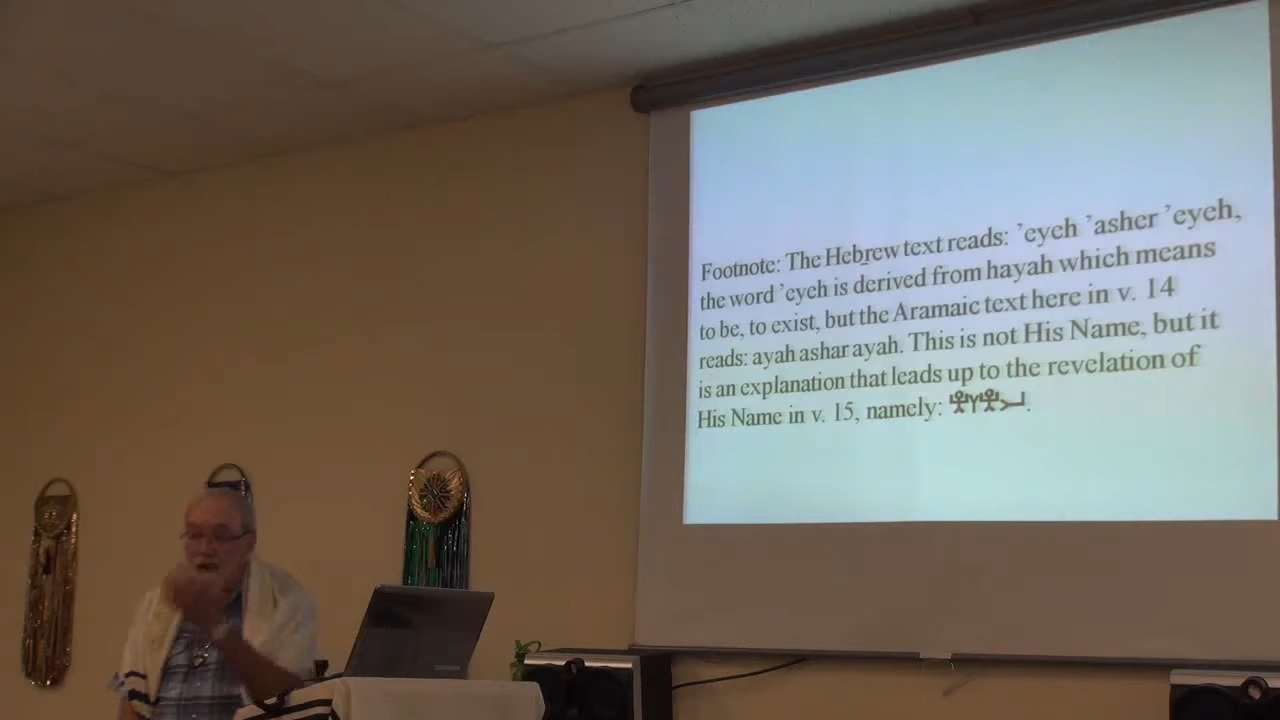 Footnote: The Hebrew text reads: ’eyeh ’asher ’eyeh,
the word ’eyeh is derived from hayah which means
to be, to exist, but the Aramaic text here in v. 14
reads: ayah ashar ayah. This is not His Name, but it
is an explanation that leads up to the revelation of
His Name in v. 15, namely: